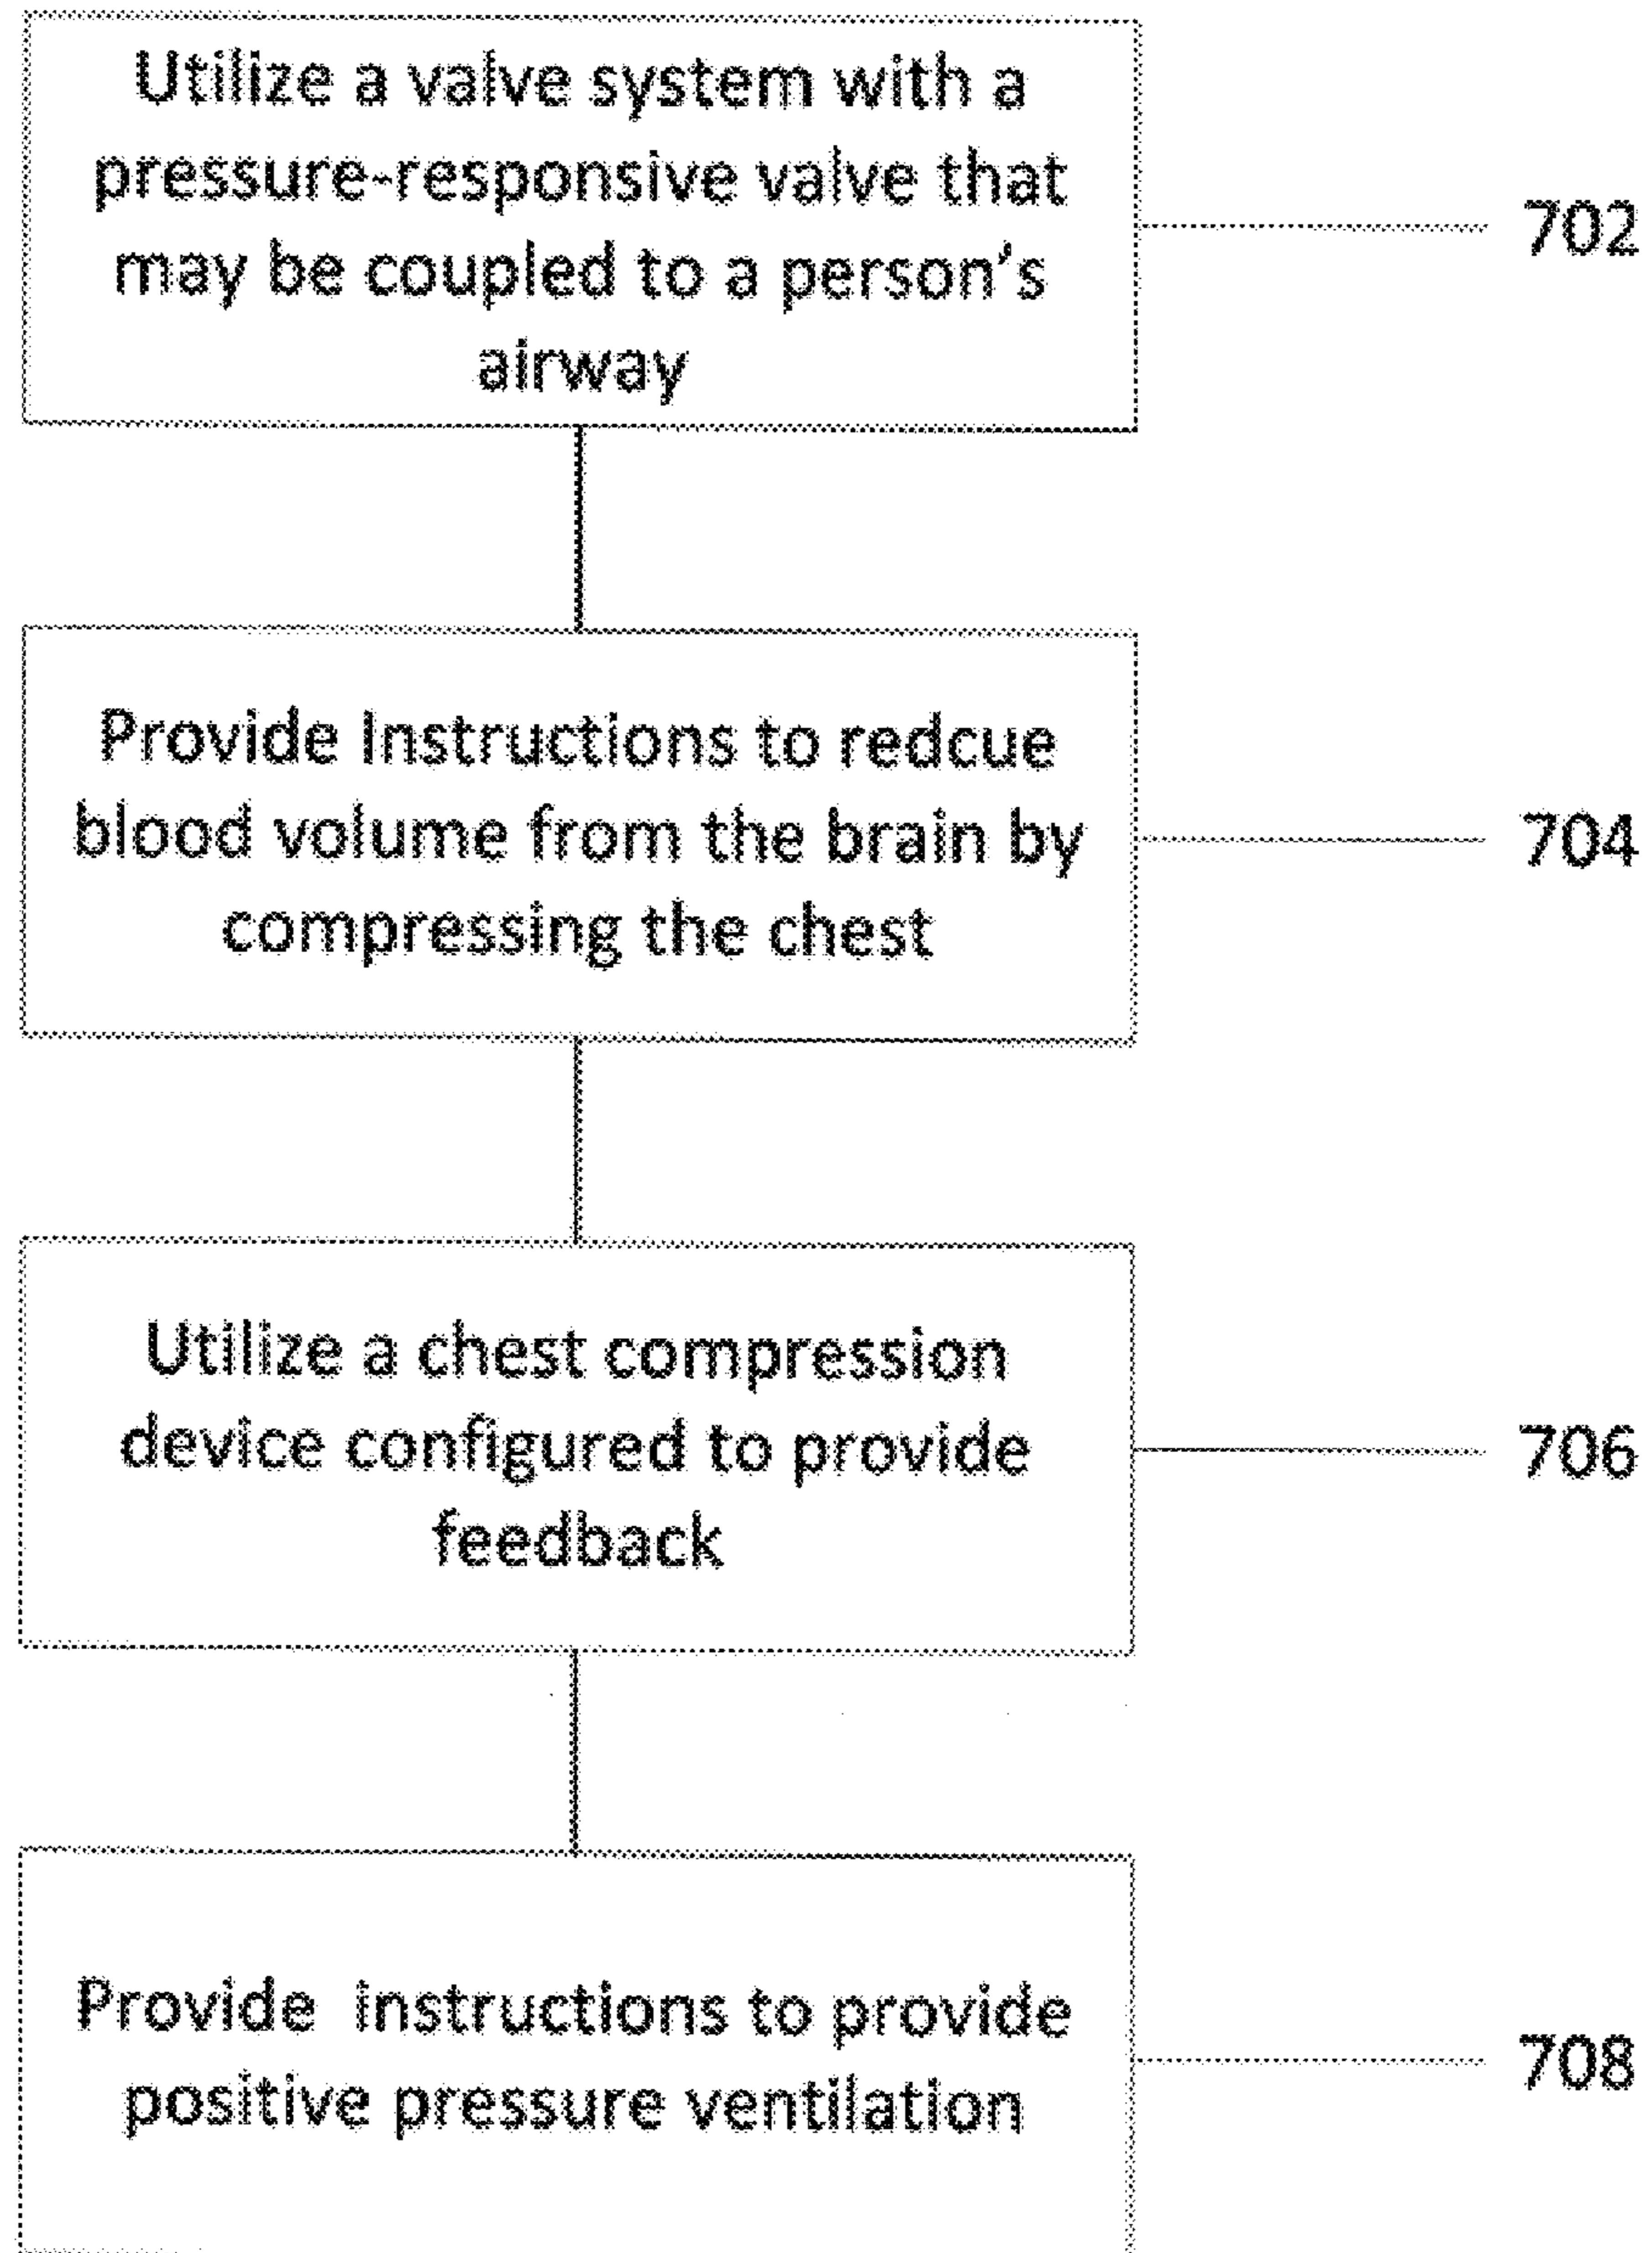 Utilize a valve system with a
pressure-responsive valve that
may be coupled to a person's
airway
702
Provide Instructions to redcue
blood volume from the brain by
compressing the chest
704
Utilize a chest compression
device configured to provide
feedback
706
Provide instructions to provide
positive pressure ventilation
708